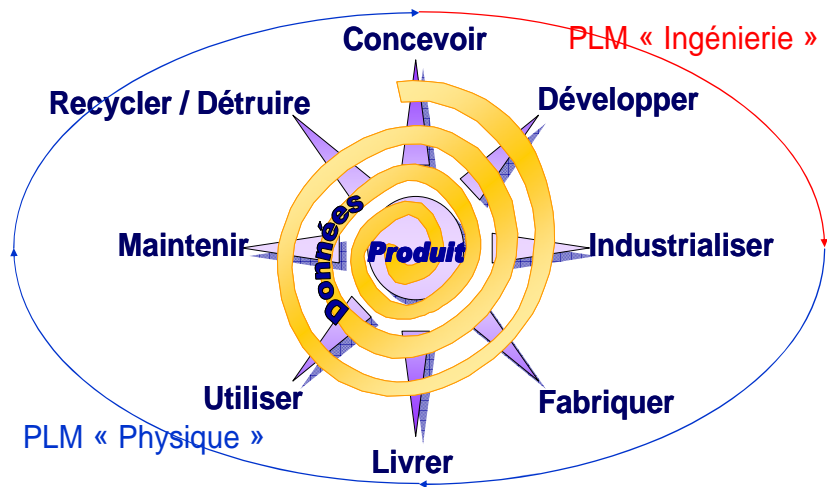 Concevoir
PLM « Ingénierie »
Recycler / Détruire
Développer
Données
Maintenir
Produit
Industrialiser
Utiliser
Fabriquer
PLM « Physique »
Livrer